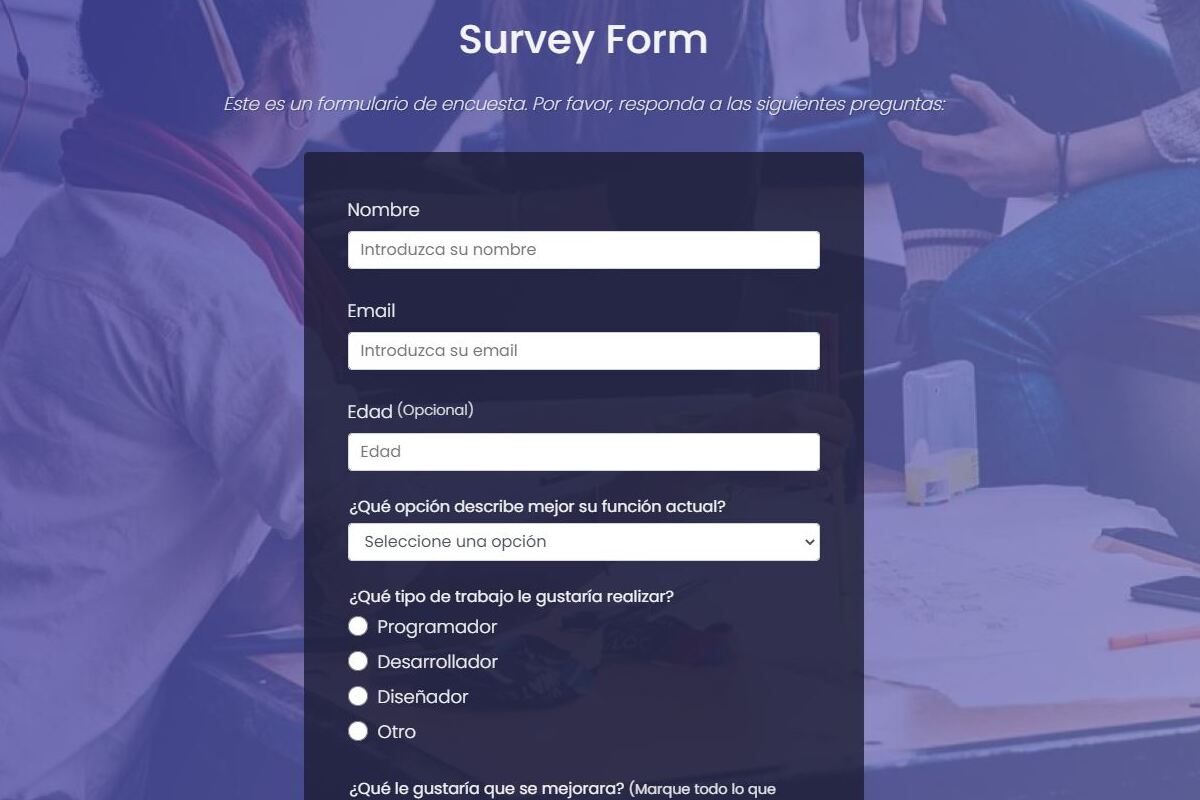 Survey Form
Este es un formulario de encuesta. Por favor, responda a las siguientes preguntas:
Nombre
Introduzca su nombre
Email
Introduzca su email
Edad (Opcional)
Edad
¿Qué opción describe mejor su función actual?
Seleccione una opción
¿Qué tipo de trabajo le gustaría realizar?
Programador
Desarrollador
Diseñador
Otro
¿Qué le gustaría que se mejorara? (Marque todo lo que